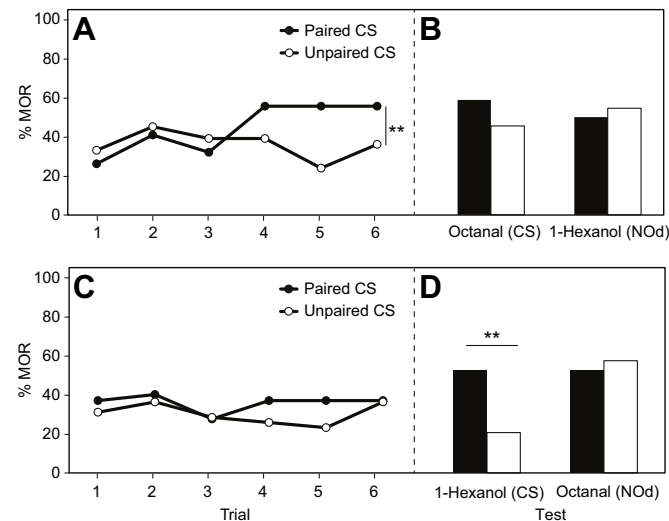 A
Paired CS
Unpaired CS
B
100
80
60
40
20
0
% MOR
**
1 2 3 4 5 6
Octanal (CS) 1-Hexanol (NOd)
C
Paired CS
Unpaired CS
D
100
80
60
40
20
0
% MOR
**
1 2 3 4 5 6
1-Hexanol (CS) Octanal (NOd)
Trial
Test